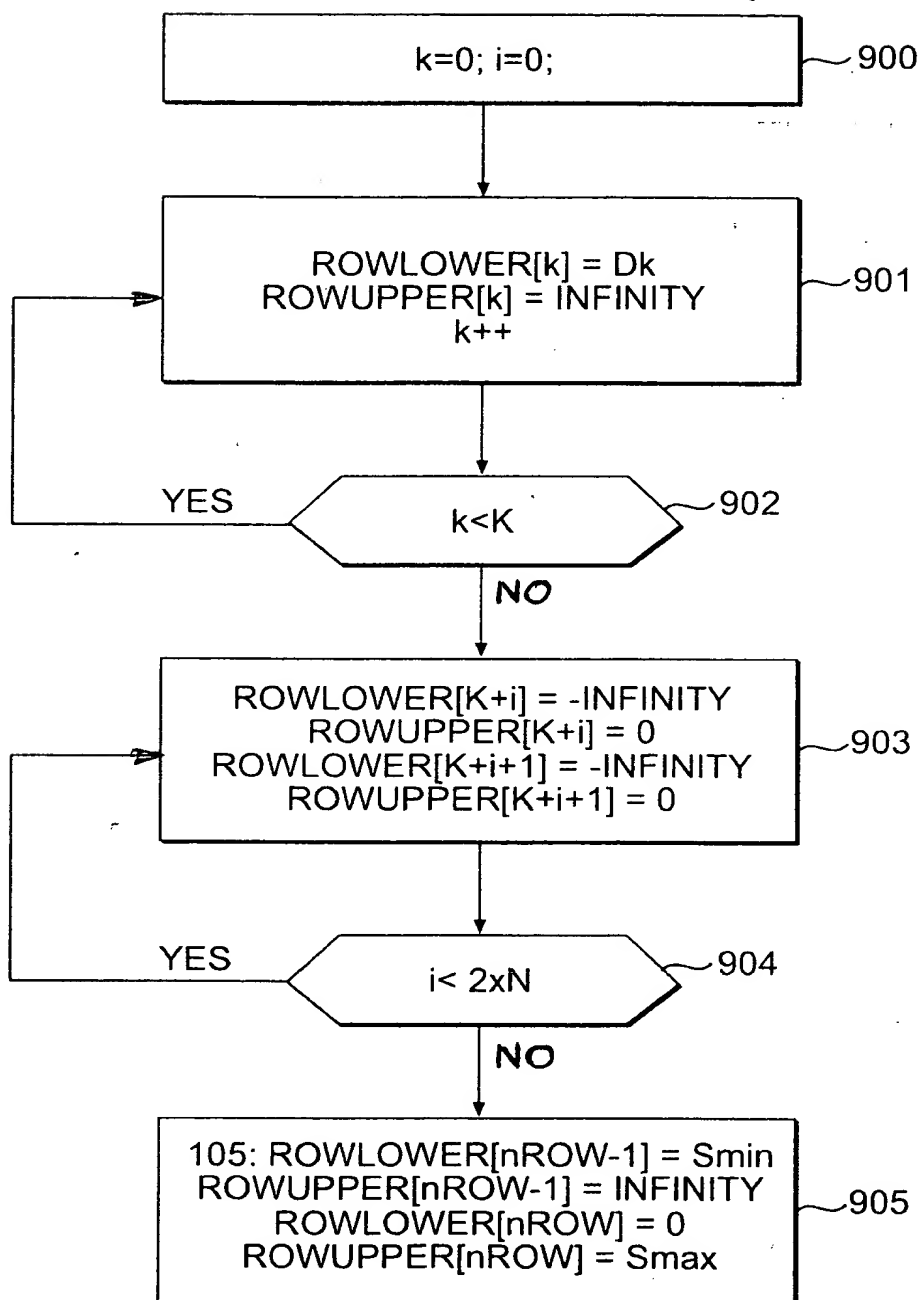 k=0; i=0;
900
ROWLOWER[k] = Dk
ROWUPPER[k] = INFINITY
k++
901
YES
k<K
902
NO
ROWLOWER[K+i] = -INFINITY
ROWUPPER[K+i] = 0
ROWLOWER[K+i+1] = -INFINITY
ROWUPPER[K+i+1] = 0
903
YES
i< 2xN
904
NO
105: ROWLOWER[nROW-1] = Smin
ROWUPPER[nROW-1] = INFINITY
ROWLOWER[nROW] = 0
ROWUPPER[nROW] = Smax
905